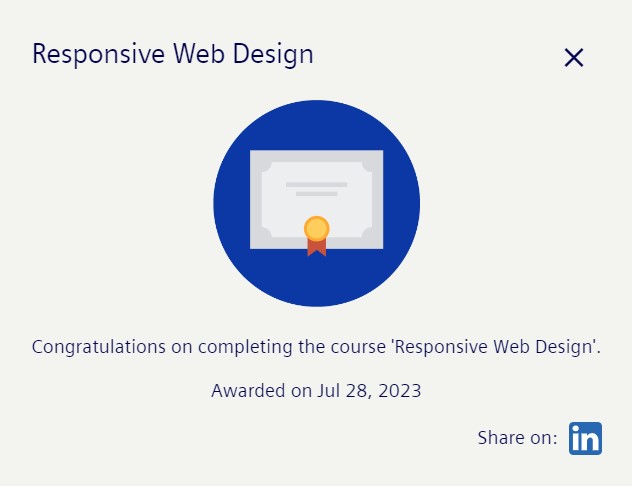 Responsive Web Design
Congratulations on completing the course 'Responsive Web Design'.
Awarded on Jul 28, 2023
Share on: in